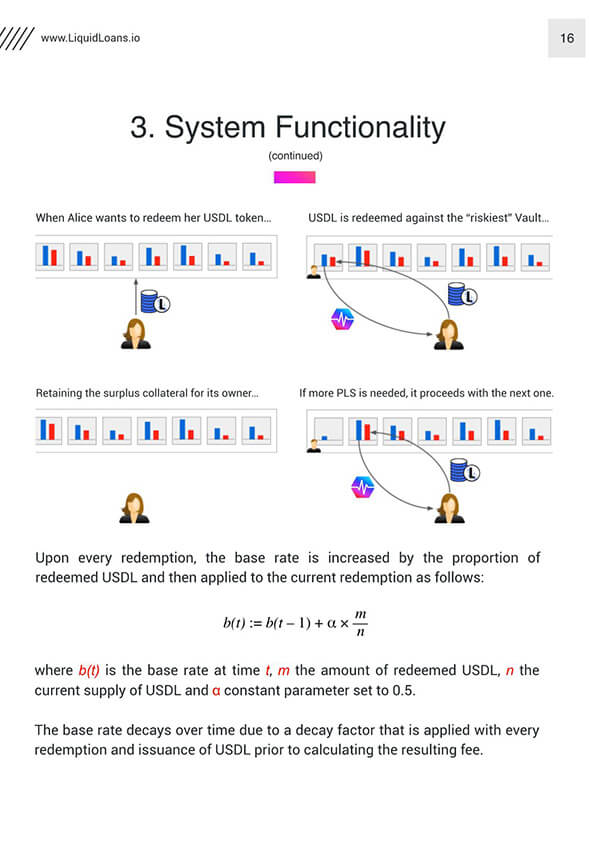 www.LiquidLoans.io
16
3. System Functionality
(continued)
When Alice wants to redeem her USDL token...
USDL is redeemed against the “riskiest” Vault...
L
L
Retaining the surplus collateral for its owner...
If more PLS is needed, it proceeds with the next one.
L
Upon every redemption, the base rate is increased by the proportion of
redeemed USDL and then applied to the current redemption as follows:
b(t) := b(t – 1) + α × m/n
where b(t) is the base rate at time t, m the amount of redeemed USDL, n the
current supply of USDL and α constant parameter set to 0.5.
The base rate decays over time due to a decay factor that is applied with every
redemption and issuance of USDL prior to calculating the resulting fee.